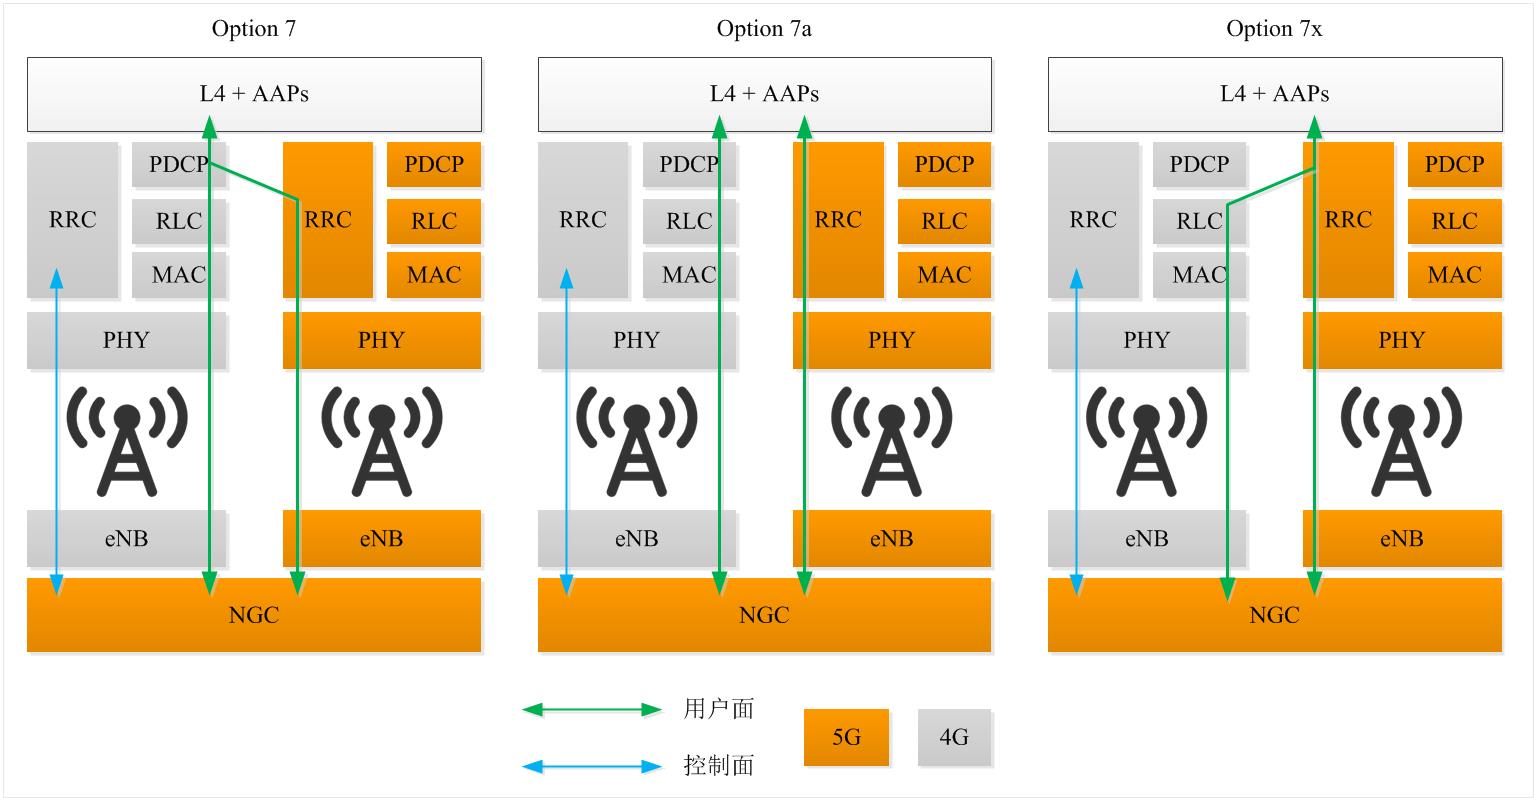 Option 7
Option 7a
Option 7x
L4 + AAPs
L4 + AAPs
L4 + AAPs
PDCP
PDCP
PDCP
PDCP
PDCP
PDCP
RRC
RLC
RRC
RLC
RRC
RLC
RRC
RLC
RRC
RLC
RRC
RLC
MAC
MAC
MAC
MAC
MAC
MAC
PHY
PHY
PHY
PHY
PHY
PHY
eNB
eNB
eNB
eNB
eNB
eNB
NGC
NGC
NGC
用户面
5G
4G
控制面